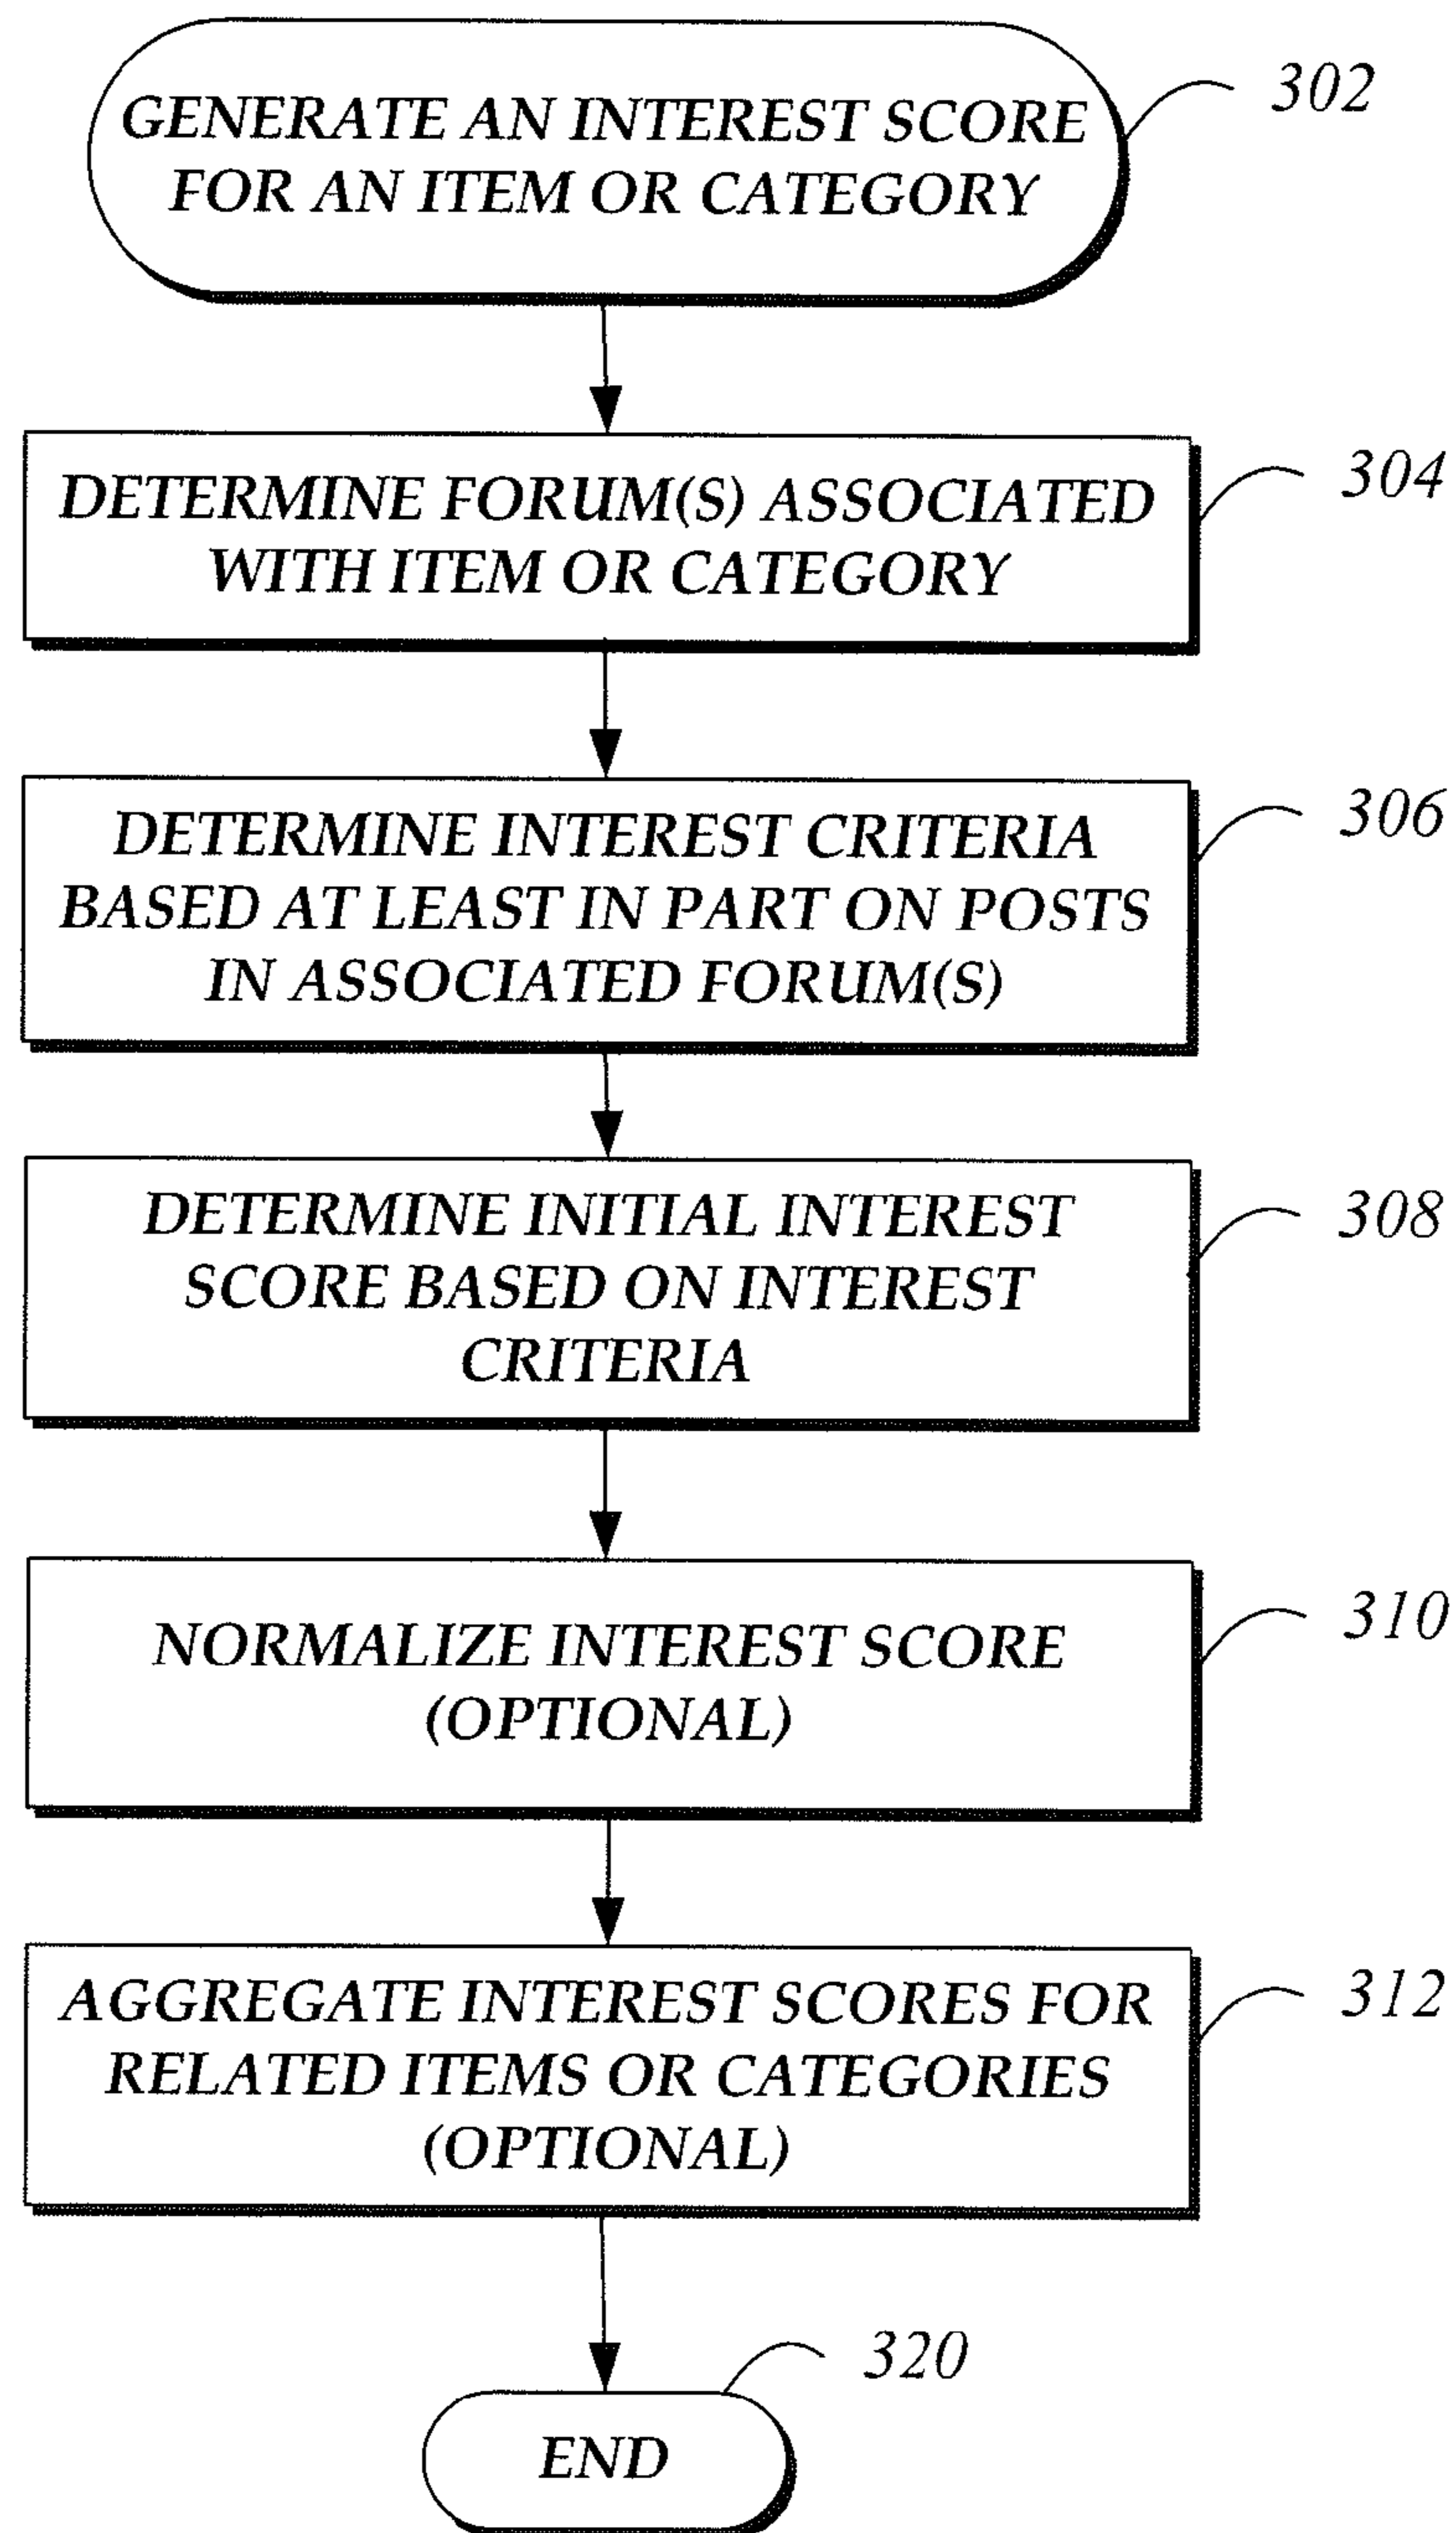 GENERATE AN INTEREST SCORE
FOR AN ITEM OR CATEGORY
302
DETERMINE FORUM(S) ASSOCIATED
WITH ITEM OR CATEGORY
304
DETERMINE INTEREST CRITERIA
BASED AT LEAST IN PART ON POSTS
IN ASSOCIATED FORUM(S)
306
DETERMINE INITIAL INTEREST
SCORE BASED ON INTEREST
CRITERIA
308
NORMALIZE INTEREST SCORE
(OPTIONAL)
310
AGGREGATE INTEREST SCORES FOR
RELATED ITEMS OR CATEGORIES
(OPTIONAL)
312
320
END